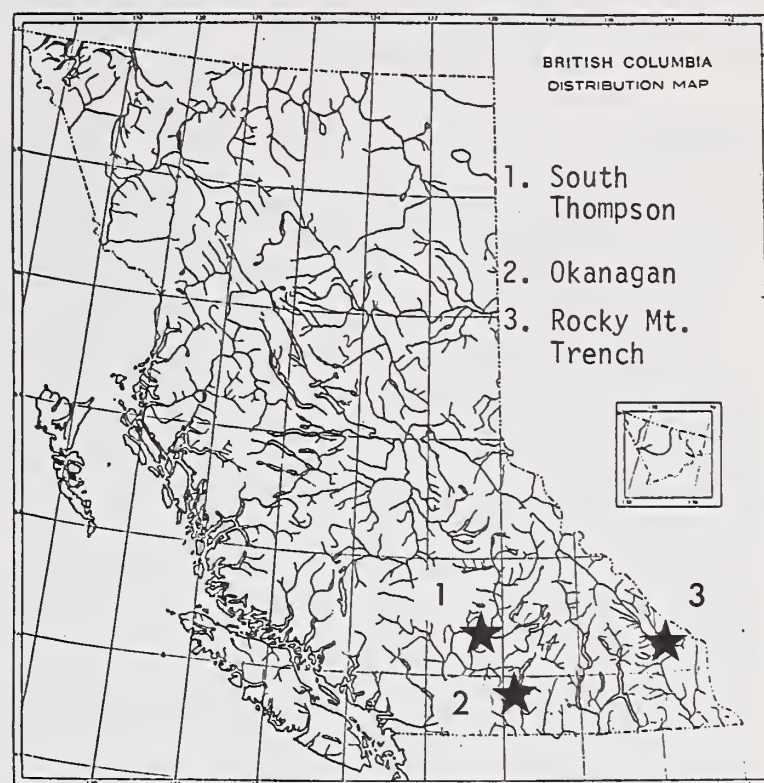 BRITISH COLUMBIA
DISTRIBUTION MAP
1. South
Thompson
2. Okanagan
3. Rocky Mt.
Trench
1
3
2